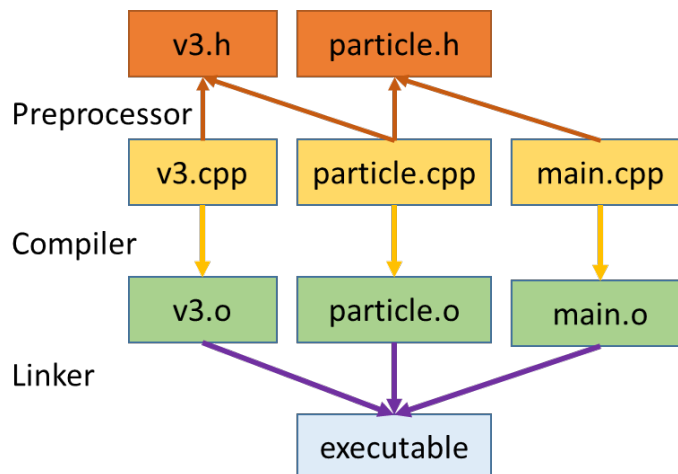 v3.h
particle.h
Preprocessor
v3.cpp
particle.cpp
main.cpp
Compiler
v3.o
particle.o
main.o
Linker
executable